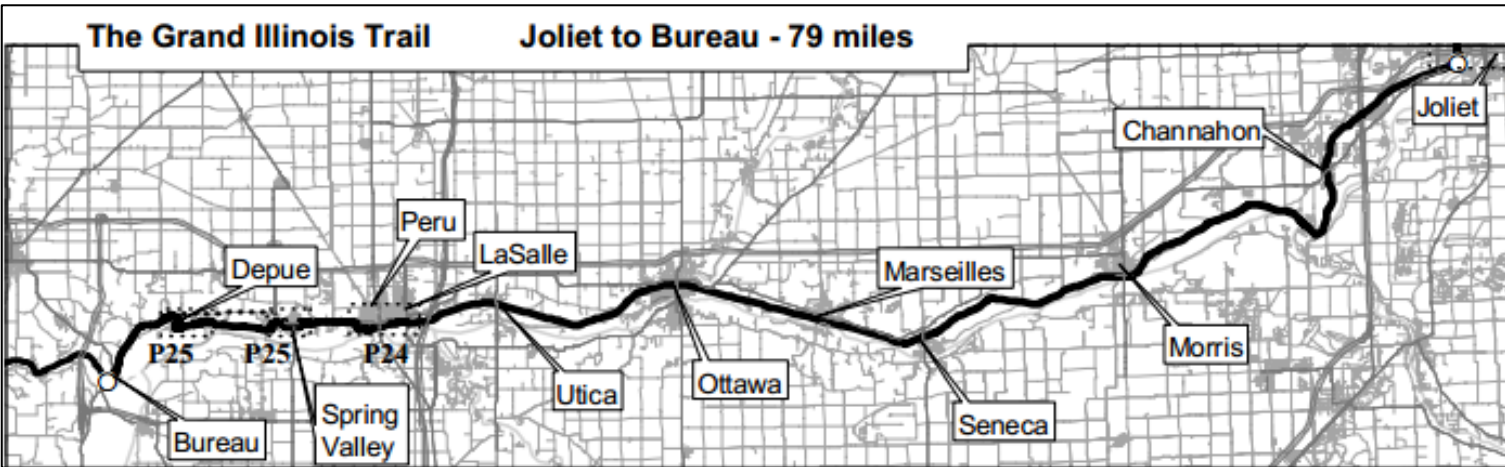 The Grand Illinois Trail Joliet to Bureau - 79 miles
Joliet
Channahon
Peru
LaSalle
Depue
Marseilles
P25
P25
P24
Morris
Utica
Ottawa
Seneca
Bureau
Spring
Valley